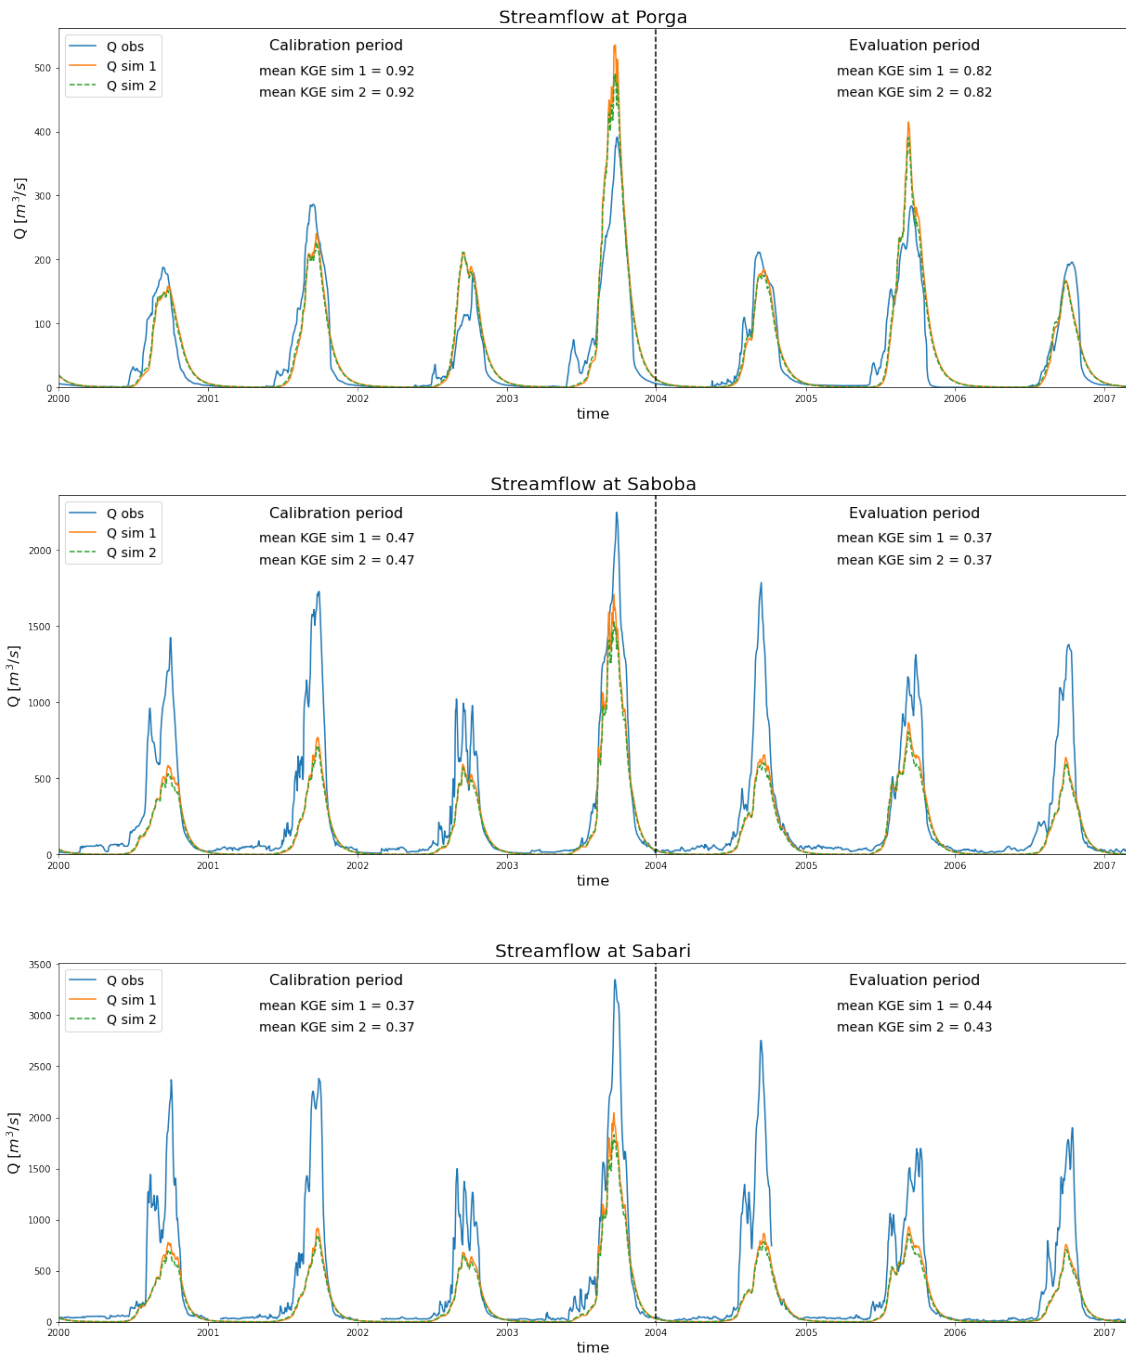 Streamflow at Porga
Q obs
Q sim 1
Q sim 2
Calibration period
mean KGE sim 1 = 0.92
mean KGE sim 2 = 0.92
Evaluation period
mean KGE sim 1 = 0.82
mean KGE sim 2 = 0.82
Q [m³/s]
500
400
300
200
100
0
2000 2001 2002 2003 2004 2005 2006 2007
time
Streamflow at Saboba
Q obs
Q sim 1
Q sim 2
Calibration period
mean KGE sim 1 = 0.47
mean KGE sim 2 = 0.47
Evaluation period
mean KGE sim 1 = 0.37
mean KGE sim 2 = 0.37
Q [m³/s]
2000
1500
1000
500
0
2000 2001 2002 2003 2004 2005 2006 2007
time
Streamflow at Sabari
Q obs
Q sim 1
Q sim 2
Calibration period
mean KGE sim 1 = 0.37
mean KGE sim 2 = 0.37
Evaluation period
mean KGE sim 1 = 0.44
mean KGE sim 2 = 0.43
Q [m³/s]
3500
3000
2500
2000
1500
1000
500
0
2000 2001 2002 2003 2004 2005 2006 2007
time